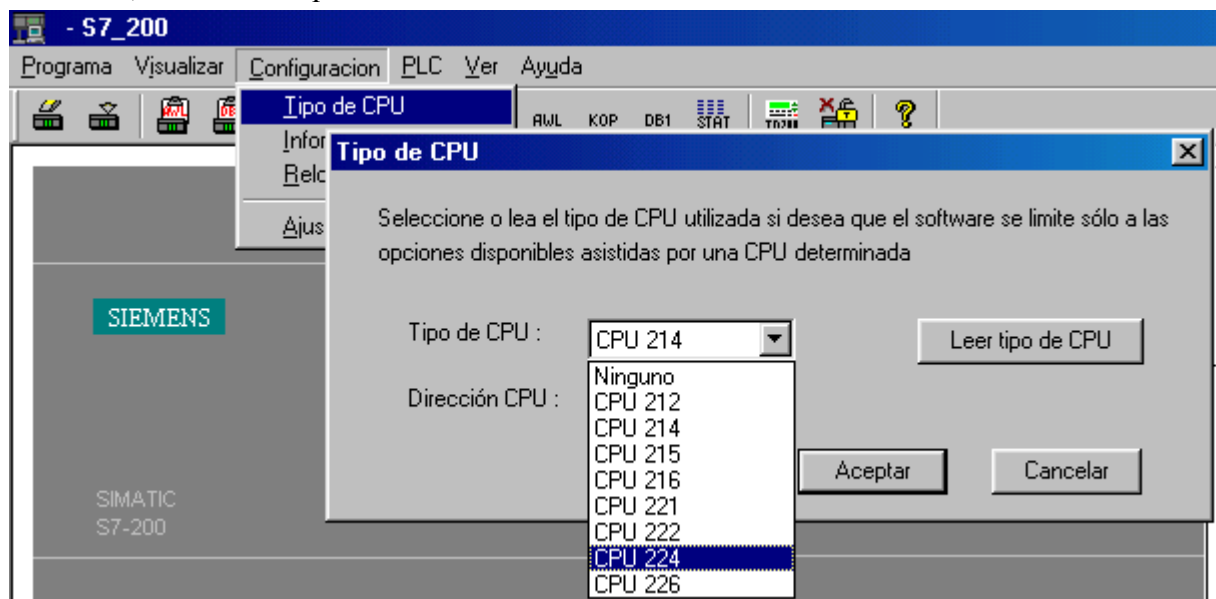 - S7_200
Programa Visualizar Configuracion PLC Ver Ayuda
Tipo de CPU
AWL KOP DB1 STAT
Infor
Relo
Ajus
Tipo de CPU
Seleccione o lea el tipo de CPU utilizada si desea que el software se limite sólo a las
opciones disponibles asistidas por una CPU determinada
SIEMENS
Tipo de CPU : CPU 214 Leer tipo de CPU
Dirección CPU :
Ninguno
CPU 212
CPU 214
CPU 215
CPU 216
CPU 221
CPU 222
CPU 224
CPU 226
Aceptar Cancelar
SIMATIC
S7-200